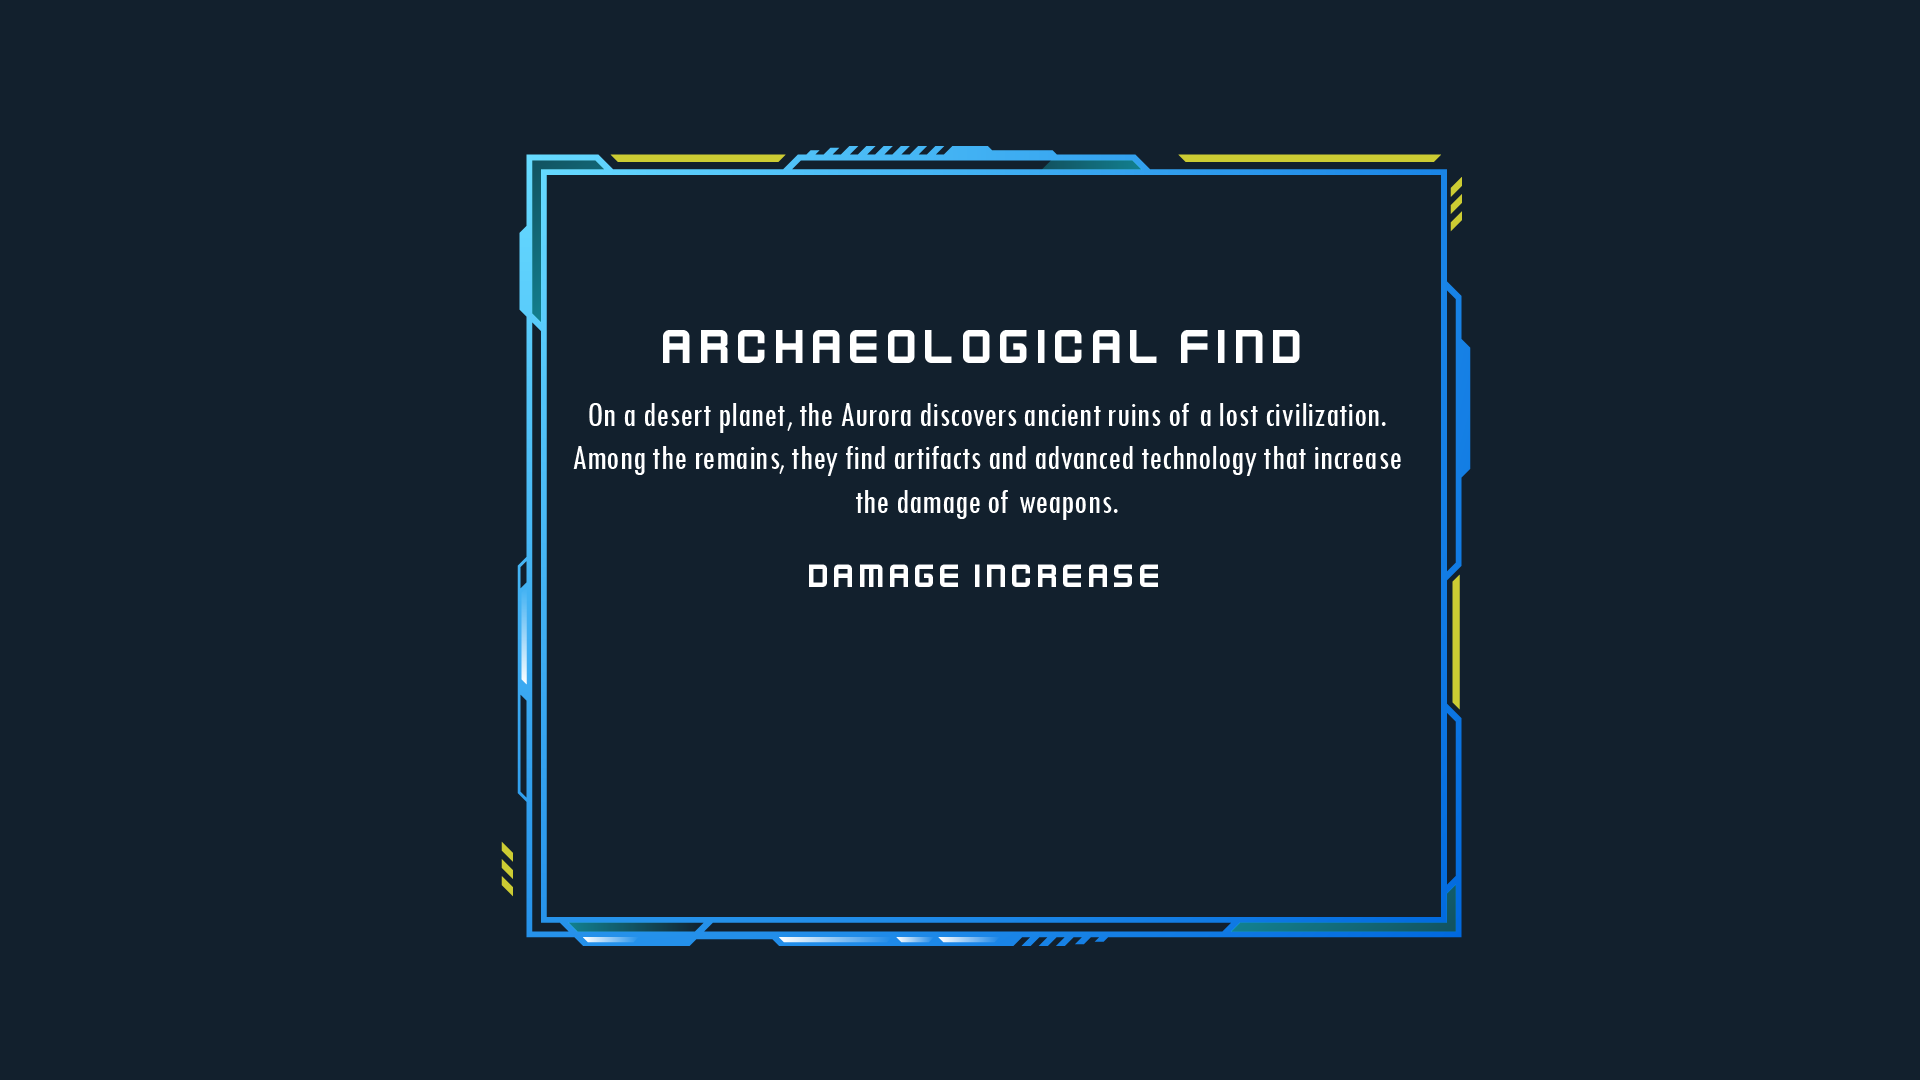 ARCHAEOLOGICAL FIND
On a desert planet, the Aurora discovers ancient ruins of a lost civilization.
Among the remains, they find artifacts and advanced technology that increase
the damage of weapons.
DAMAGE INCREASE